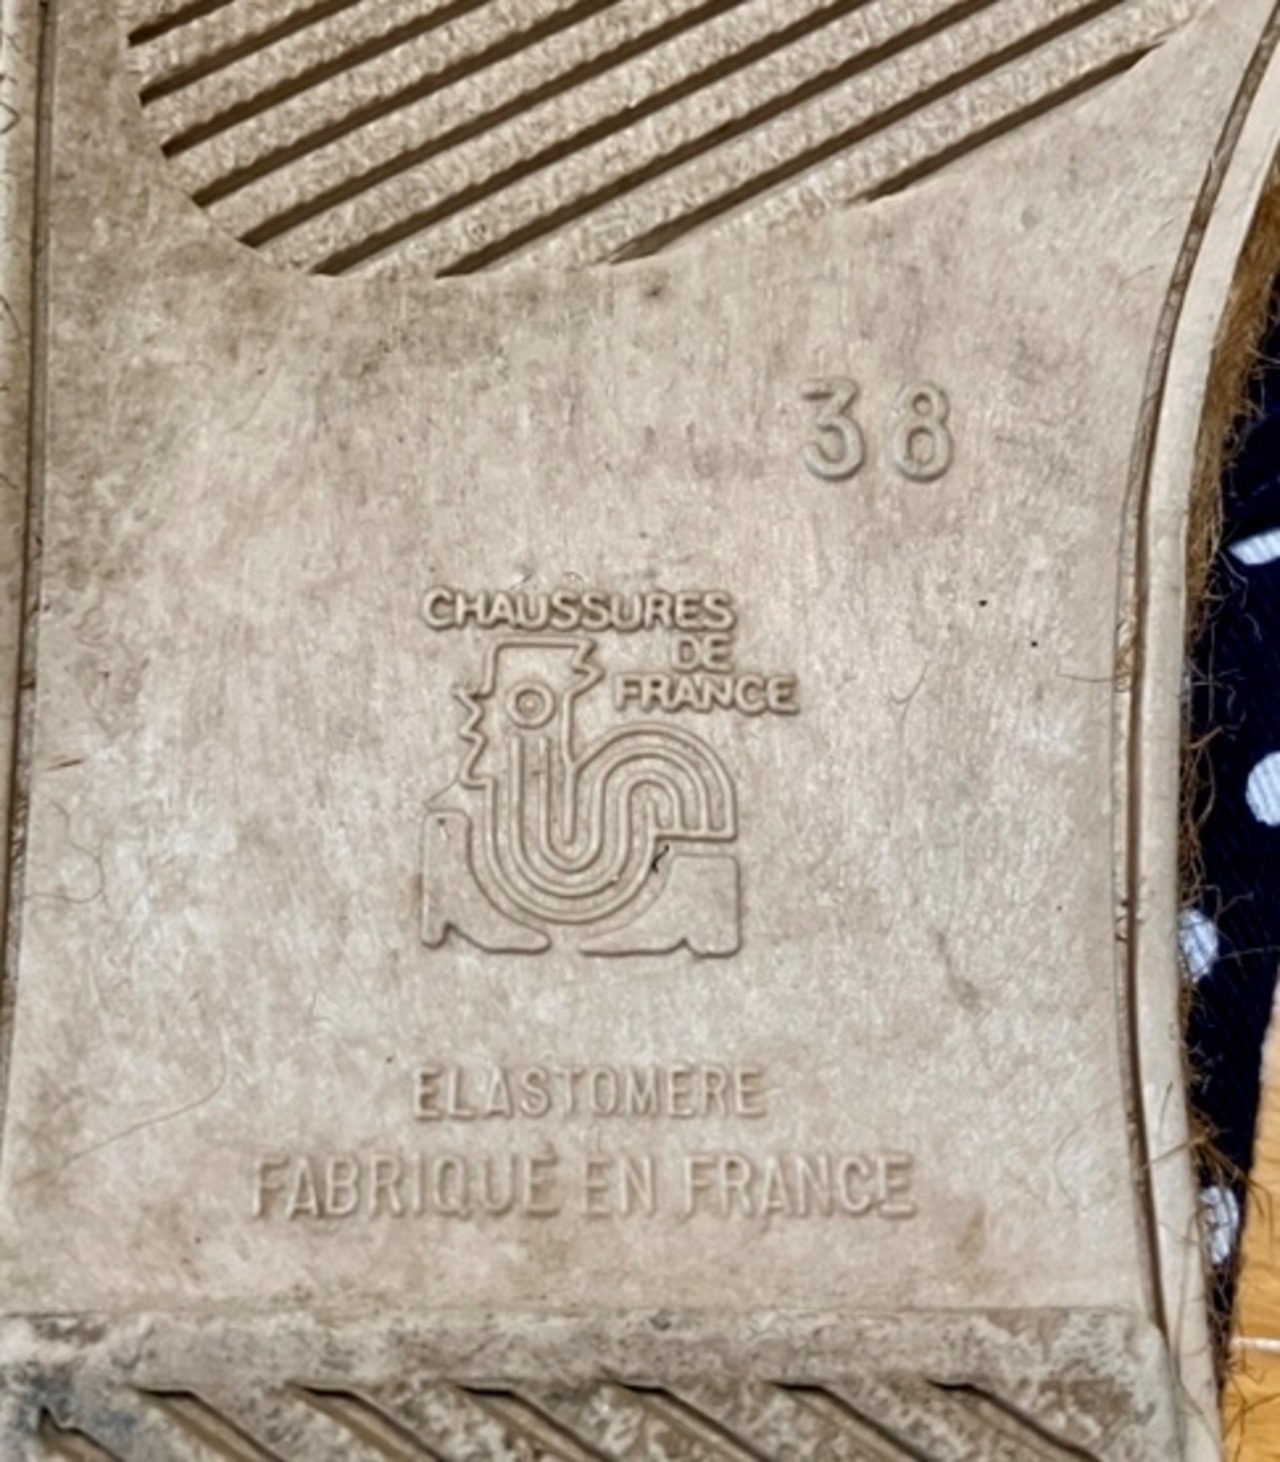 38
CHAUSSURES
DE
FRANCE
ELASTOMERE
FABRIQUÉ EN FRANCE